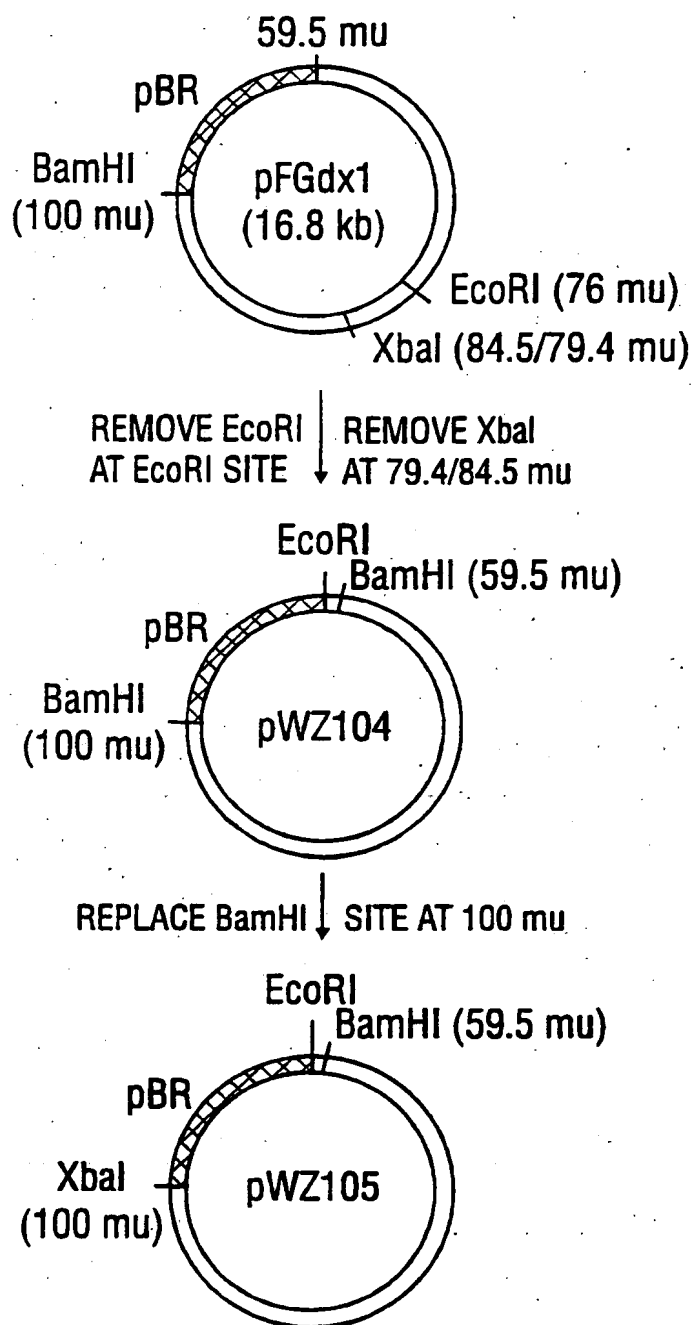 59.5 mu
pBR
BamHI
(100 mu)
pFGdx1
(16.8 kb)
EcoRI (76 mu)
XbaI (84.5/79.4 mu)
REMOVE EcoRI
AT EcoRI SITE
REMOVE XbaI
AT 79.4/84.5 mu
EcoRI
BamHI (59.5 mu)
pBR
BamHI
(100 mu)
pWZ104
REPLACE BamHI
SITE AT 100 mu
EcoRI
BamHI (59.5 mu)
pBR
XbaI
(100 mu)
pWZ105